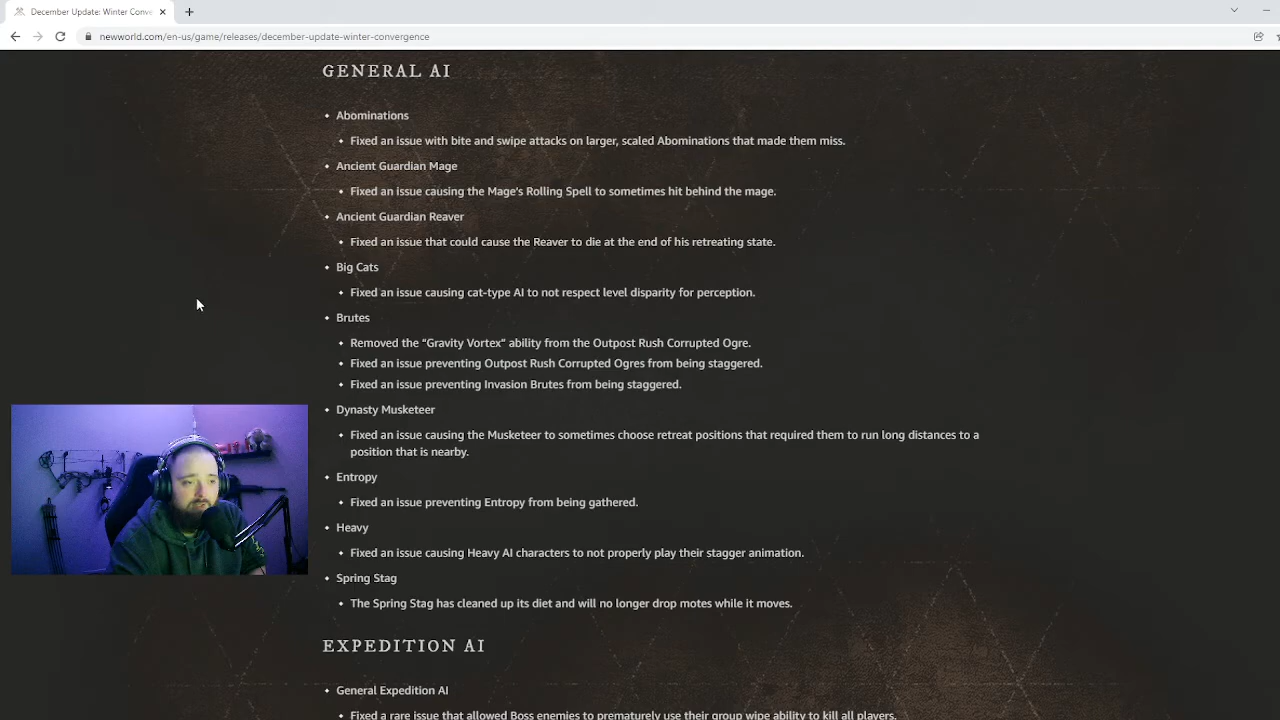 December Update: Winter Conve
newworld.com/en-us/game/releases/december-update-winter-convergence
GENERAL AI
Abominations
Fixed an issue with bite and swipe attacks on larger, scaled Abominations that made them miss.
Ancient Guardian Mage
Fixed an issue causing the Mage's Rolling Spell to sometimes hit behind the mage.
Ancient Guardian Reaver
Fixed an issue that could cause the Reaver to die at the end of his retreating state.
Big Cats
Fixed an issue causing cat-type AI to not respect level disparity for perception.
Brutes
Removed the “Gravity Vortex” ability from the Outpost Rush Corrupted Ogre.
Fixed an issue preventing Outpost Rush Corrupted Ogres from being staggered.
Fixed an issue preventing Invasion Brutes from being staggered.
Dynasty Musketeer
Fixed an issue causing the Musketeer to sometimes choose retreat positions that required them to run long distances to a
position that is nearby.
Entropy
Fixed an issue preventing Entropy from being gathered.
Heavy
Fixed an issue causing Heavy AI characters to not properly play their stagger animation.
Spring Stag
The Spring Stag has cleaned up its diet and will no longer drop motes while it moves.
EXPEDITION AI
General Expedition AI
Fixed a rare issue that allowed Boss enemies to prematurely use their group wipe ability to kill all players.